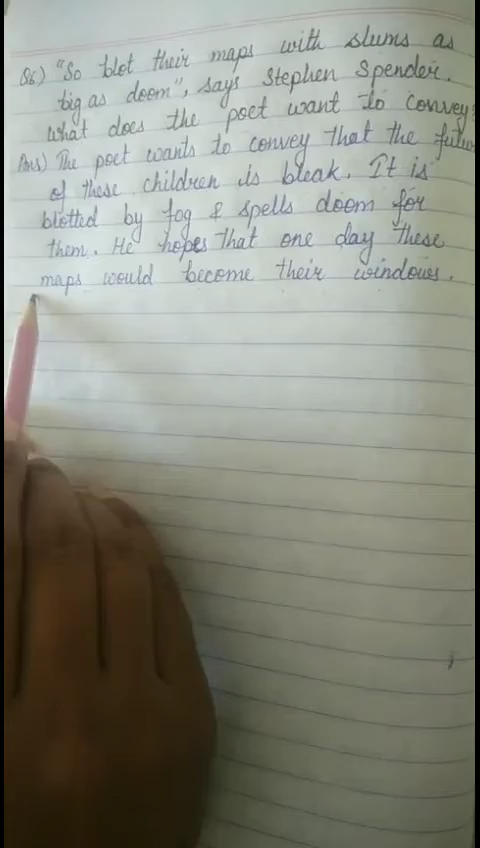 Q6) "So blot their maps with slums as
big as doom", says Stephen Spender.
What does the poet want to convey?
Ans) The poet wants to convey that the future
of these children is bleak. It is
blotted by fog & spells doom for
them. He hopes that one day these
maps would become their windows.